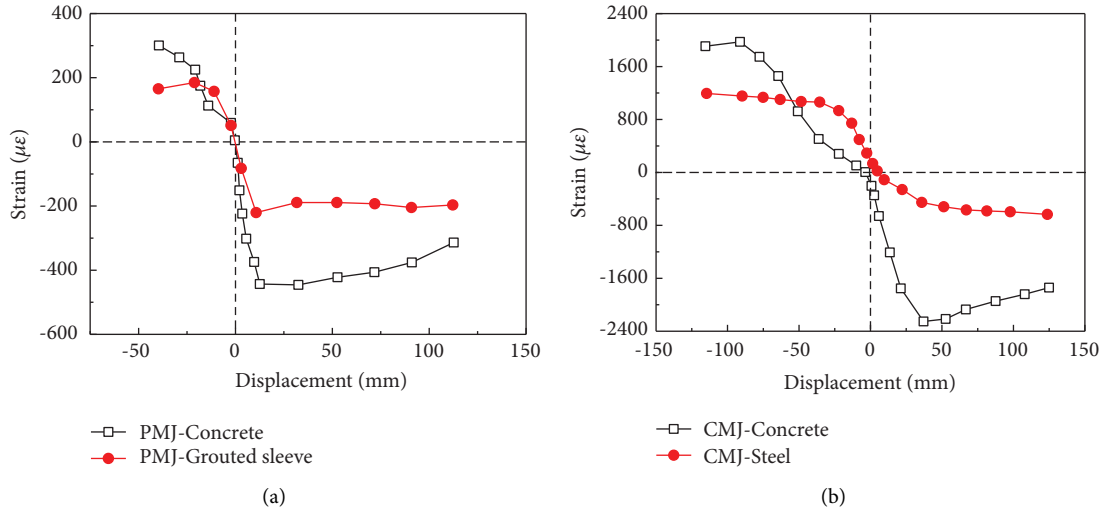 400
200
0
-200
-400
-600
Strain (με)
-50
0
50
100
150
Displacement (mm)
PMJ-Concrete
PMJ-Grouted sleeve
(a)
2400
1600
800
0
-800
-1600
-2400
Strain (με)
-150
-100
-50
0
50
100
150
Displacement (mm)
CMJ-Concrete
CMJ-Steel
(b)